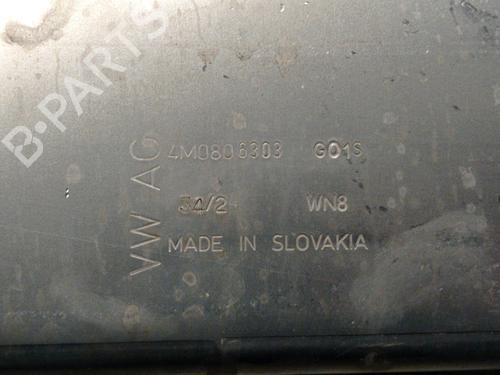 B-PARTS
VW AG
4M0806303 G01S
34/2 WN8
MADE IN SLOVAKIA